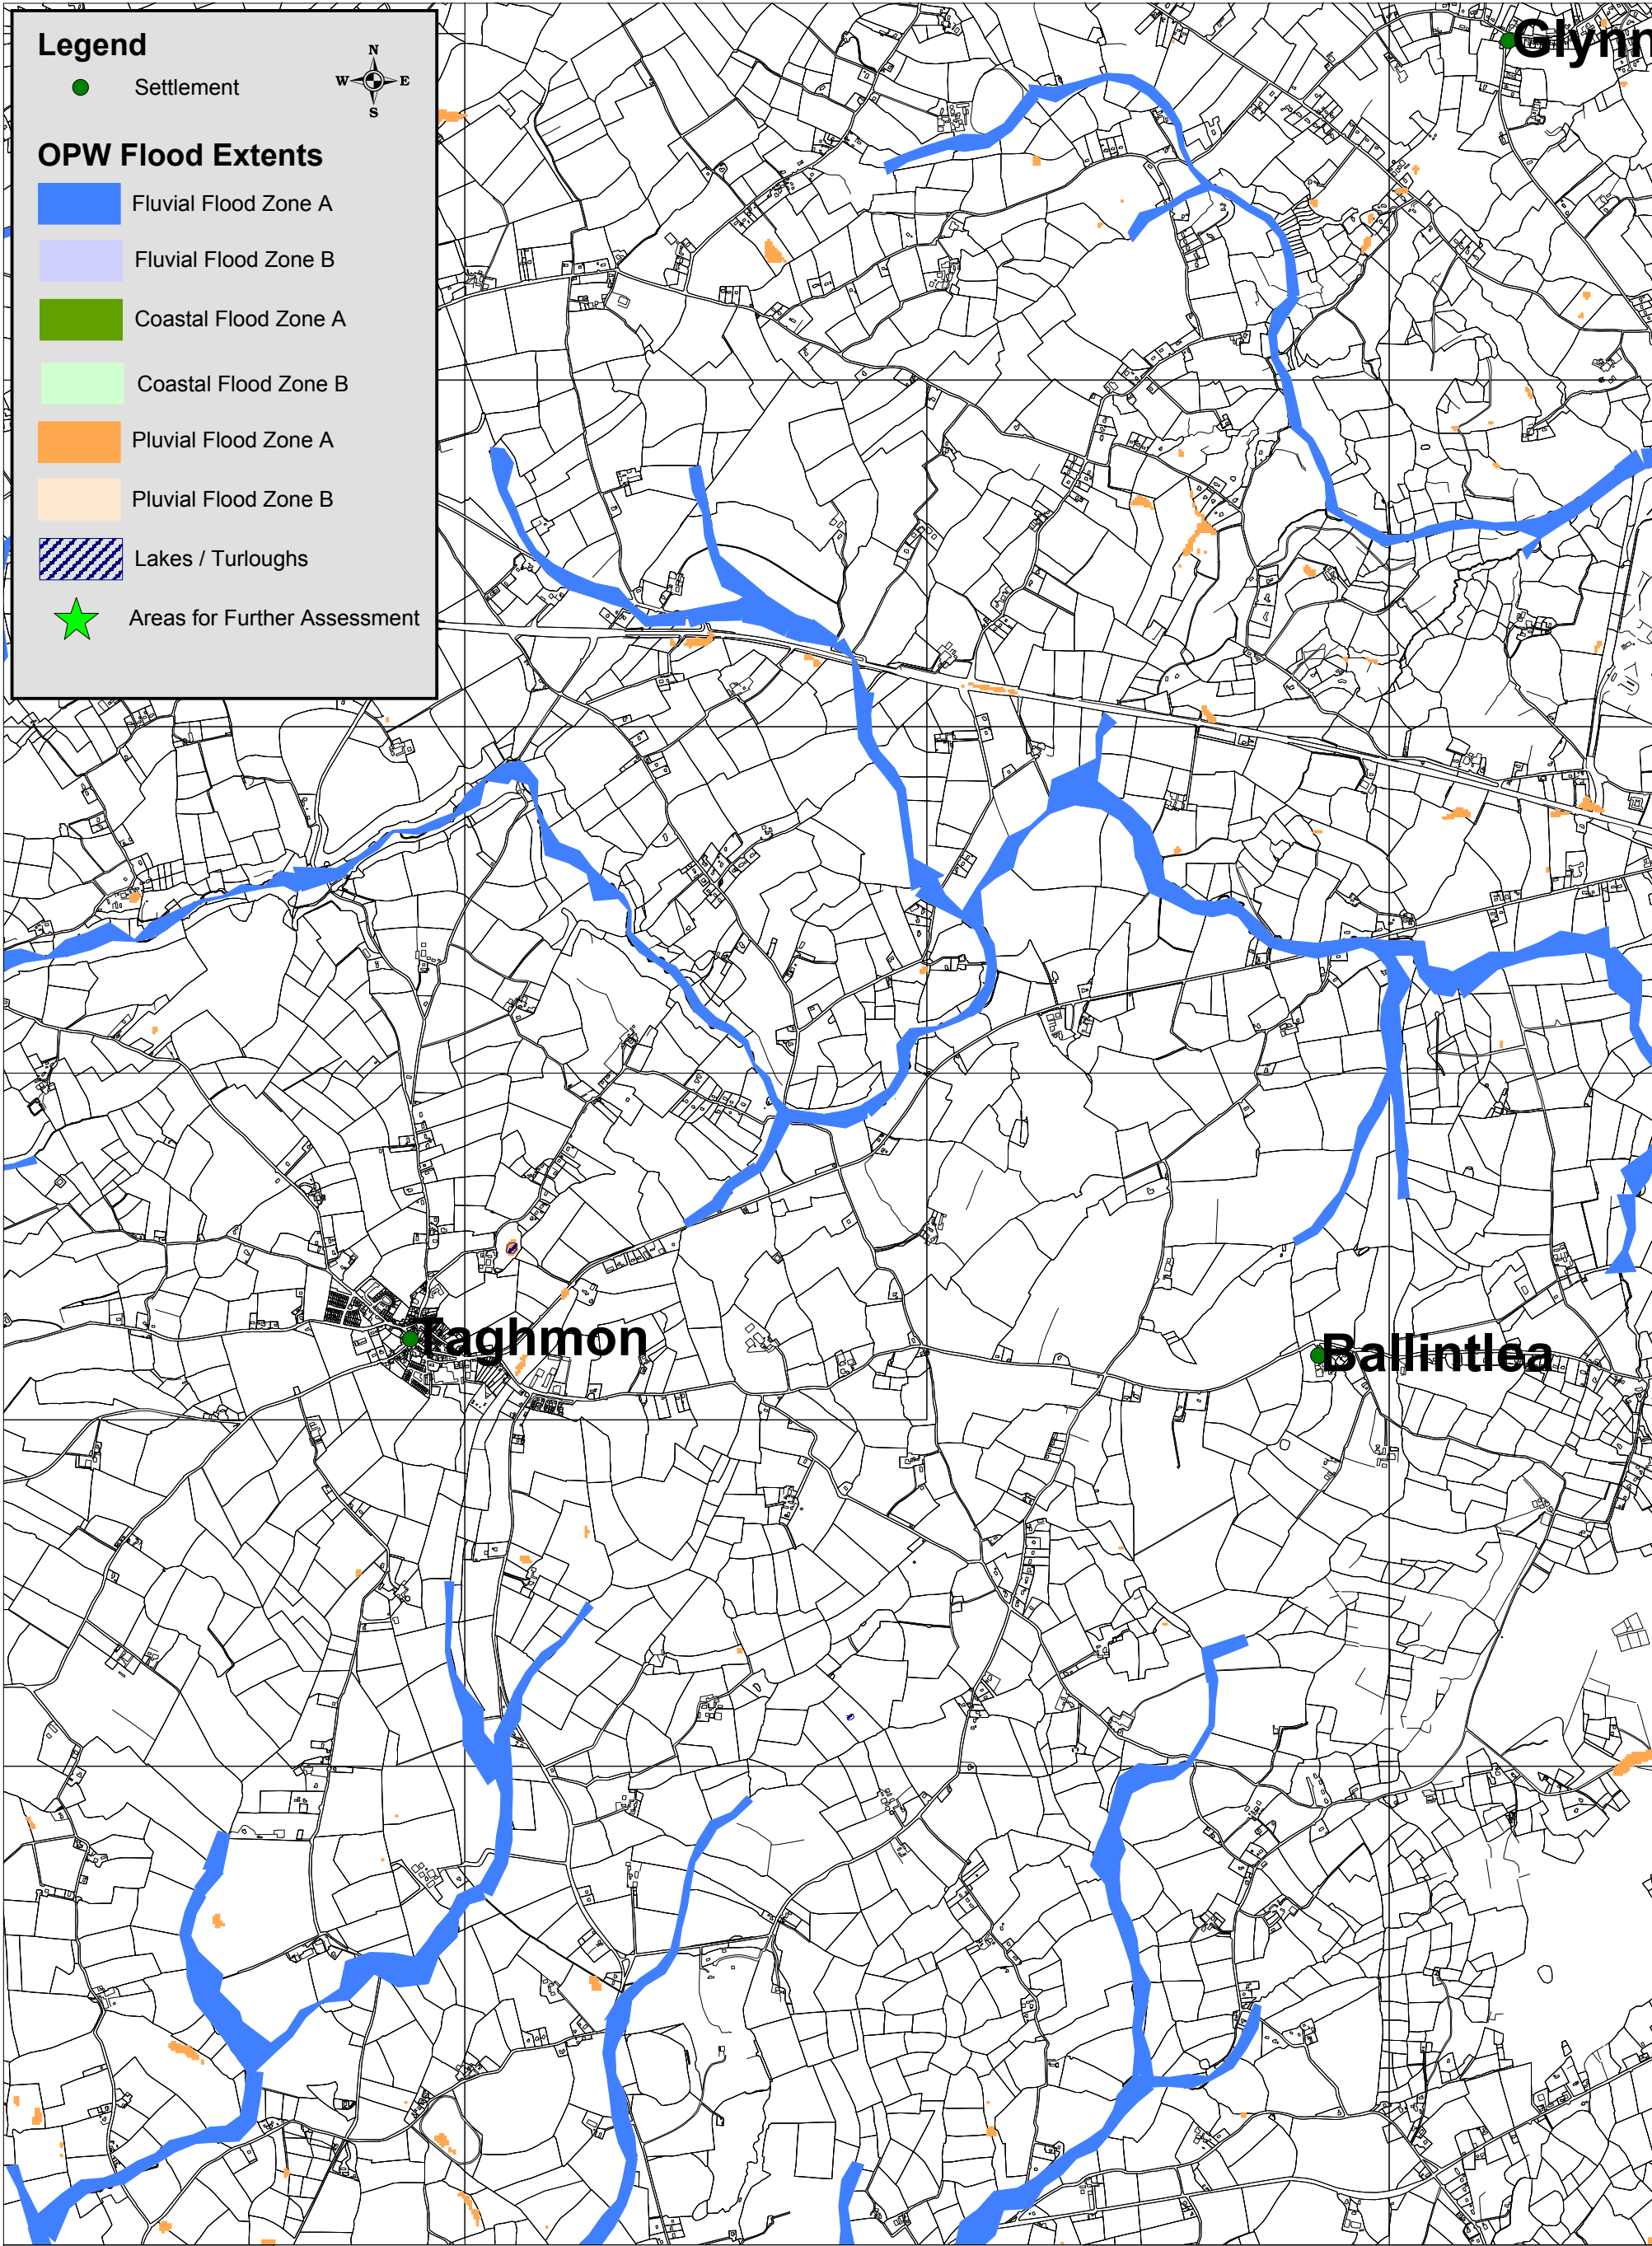 Legend
N
W E
S
Settlement
OPW Flood Extents
Fluvial Flood Zone A
Fluvial Flood Zone B
Coastal Flood Zone A
Coastal Flood Zone B
Pluvial Flood Zone A
Pluvial Flood Zone B
Lakes / Turloughs
Areas for Further Assessment
Glynn
Taghmon
Ballintlea